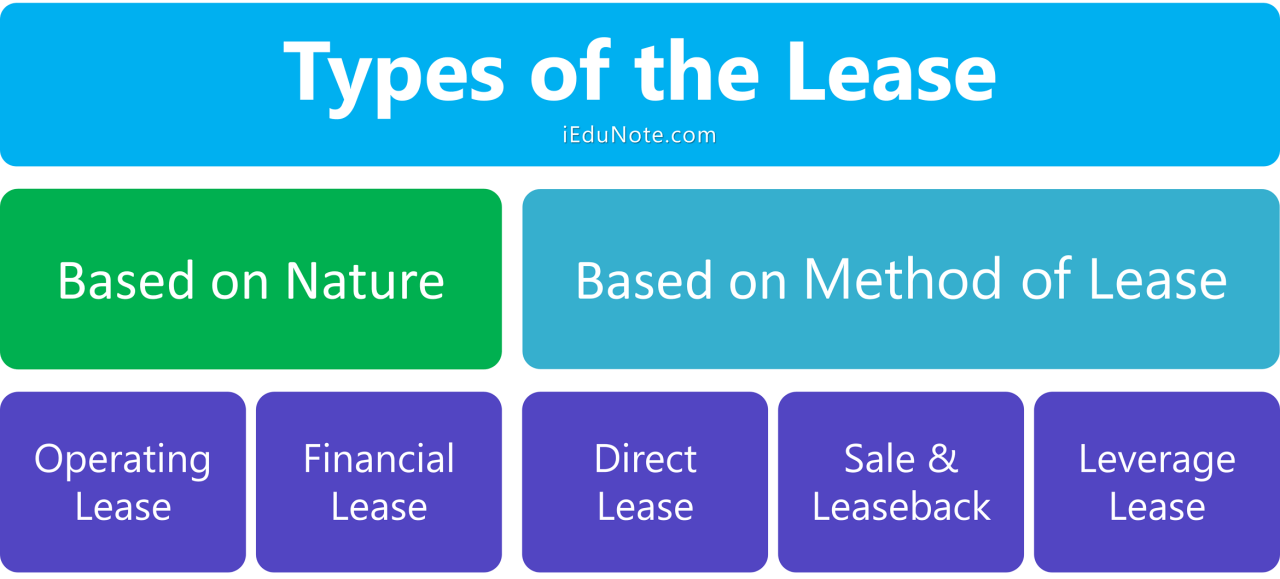 Types of the Lease
iEduNote.com
Based on Nature
Based on Method of Lease
Operating
Lease
Financial
Lease
Direct
Lease
Sale &
Leaseback
Leverage
Lease